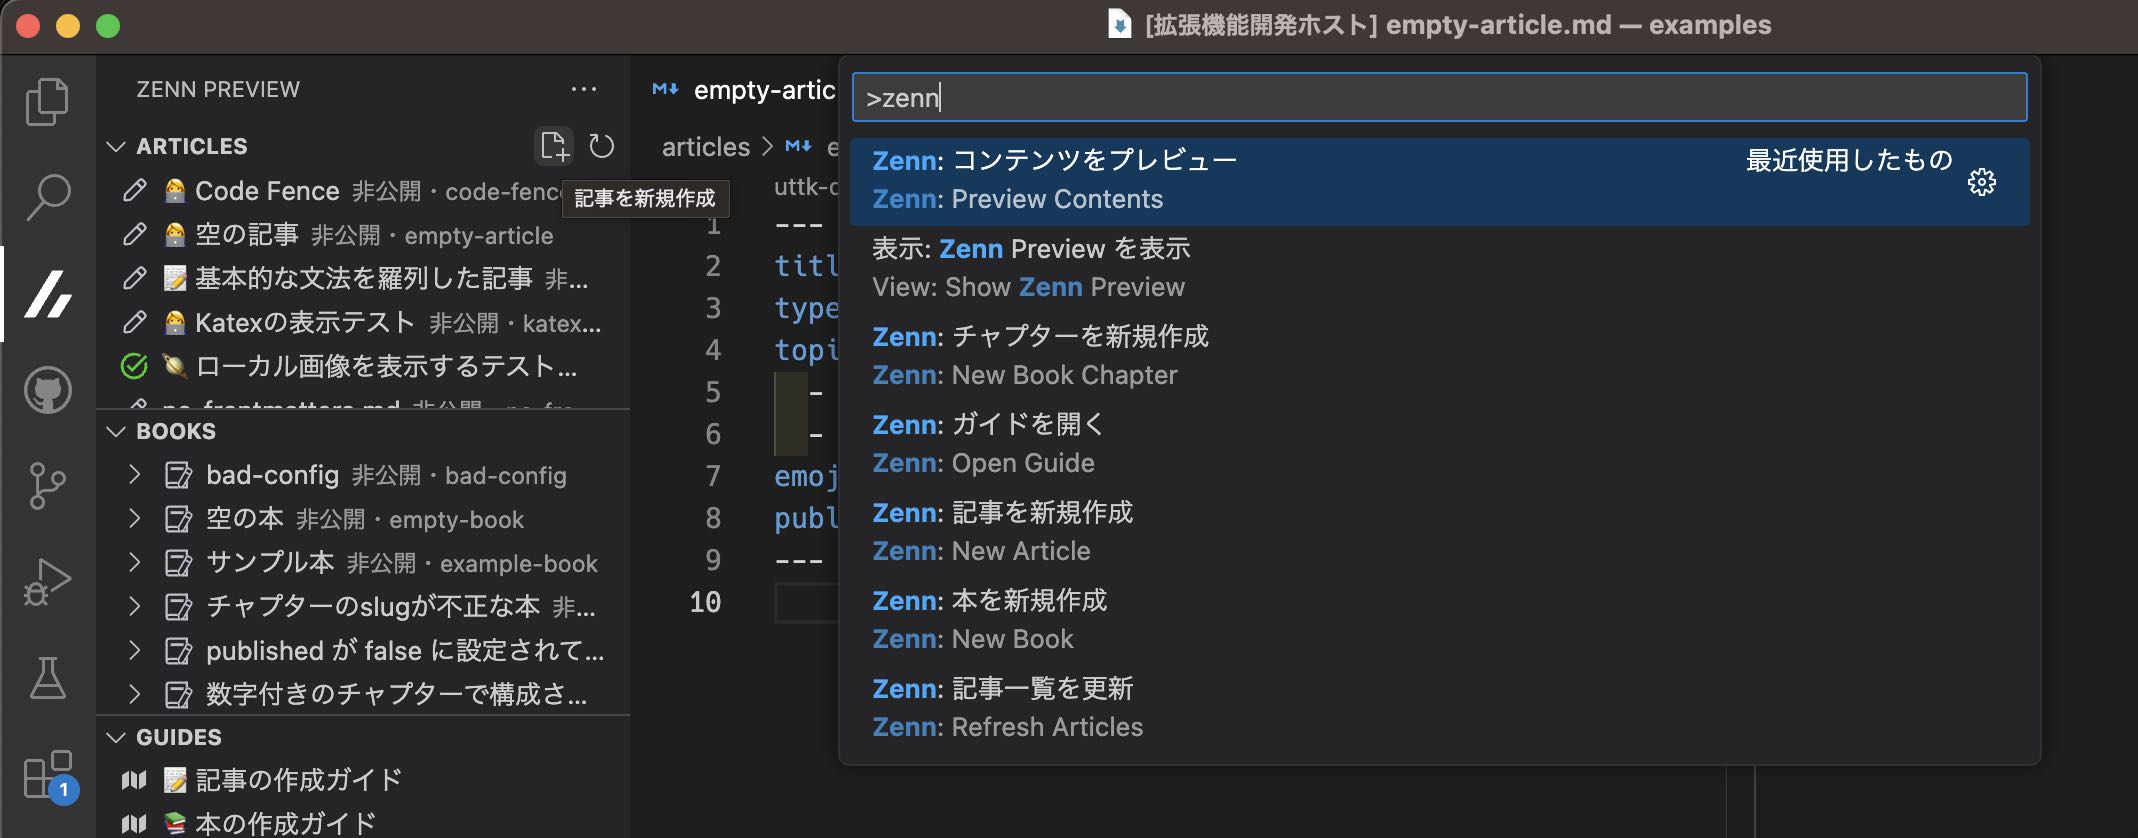 [拡張機能開発ホスト] empty-article.md — examples
ZENN PREVIEW
ARTICLES
Code Fence 非公開・code-fenc
記事を新規作成
空の記事 非公開・empty-article
基本的な文法を羅列した記事 非...
Katexの表示テスト 非公開・katex...
ローカル画像を表示するテスト...
BOOKS
bad-config 非公開・bad-config
空の本 非公開・empty-book
サンプル本 非公開・example-book
チャプターのslugが不正な本 非...
published が false に設定されて...
数字付きのチャプターで構成さ...
GUIDES
記事の作成ガイド
本の作成ガイド
1
empty-artic
articles > e
uttk-c
1 ---
2 titl
3 type
4 topi
5 -
6 -
7 emoj
8 publ
9 ---
10
>zenn
Zenn: コンテンツをプレビュー 最近使用したもの
Zenn: Preview Contents
表示: Zenn Preview を表示
View: Show Zenn Preview
Zenn: チャプターを新規作成
Zenn: New Book Chapter
Zenn: ガイドを開く
Zenn: Open Guide
Zenn: 記事を新規作成
Zenn: New Article
Zenn: 本を新規作成
Zenn: New Book
Zenn: 記事一覧を更新
Zenn: Refresh Articles